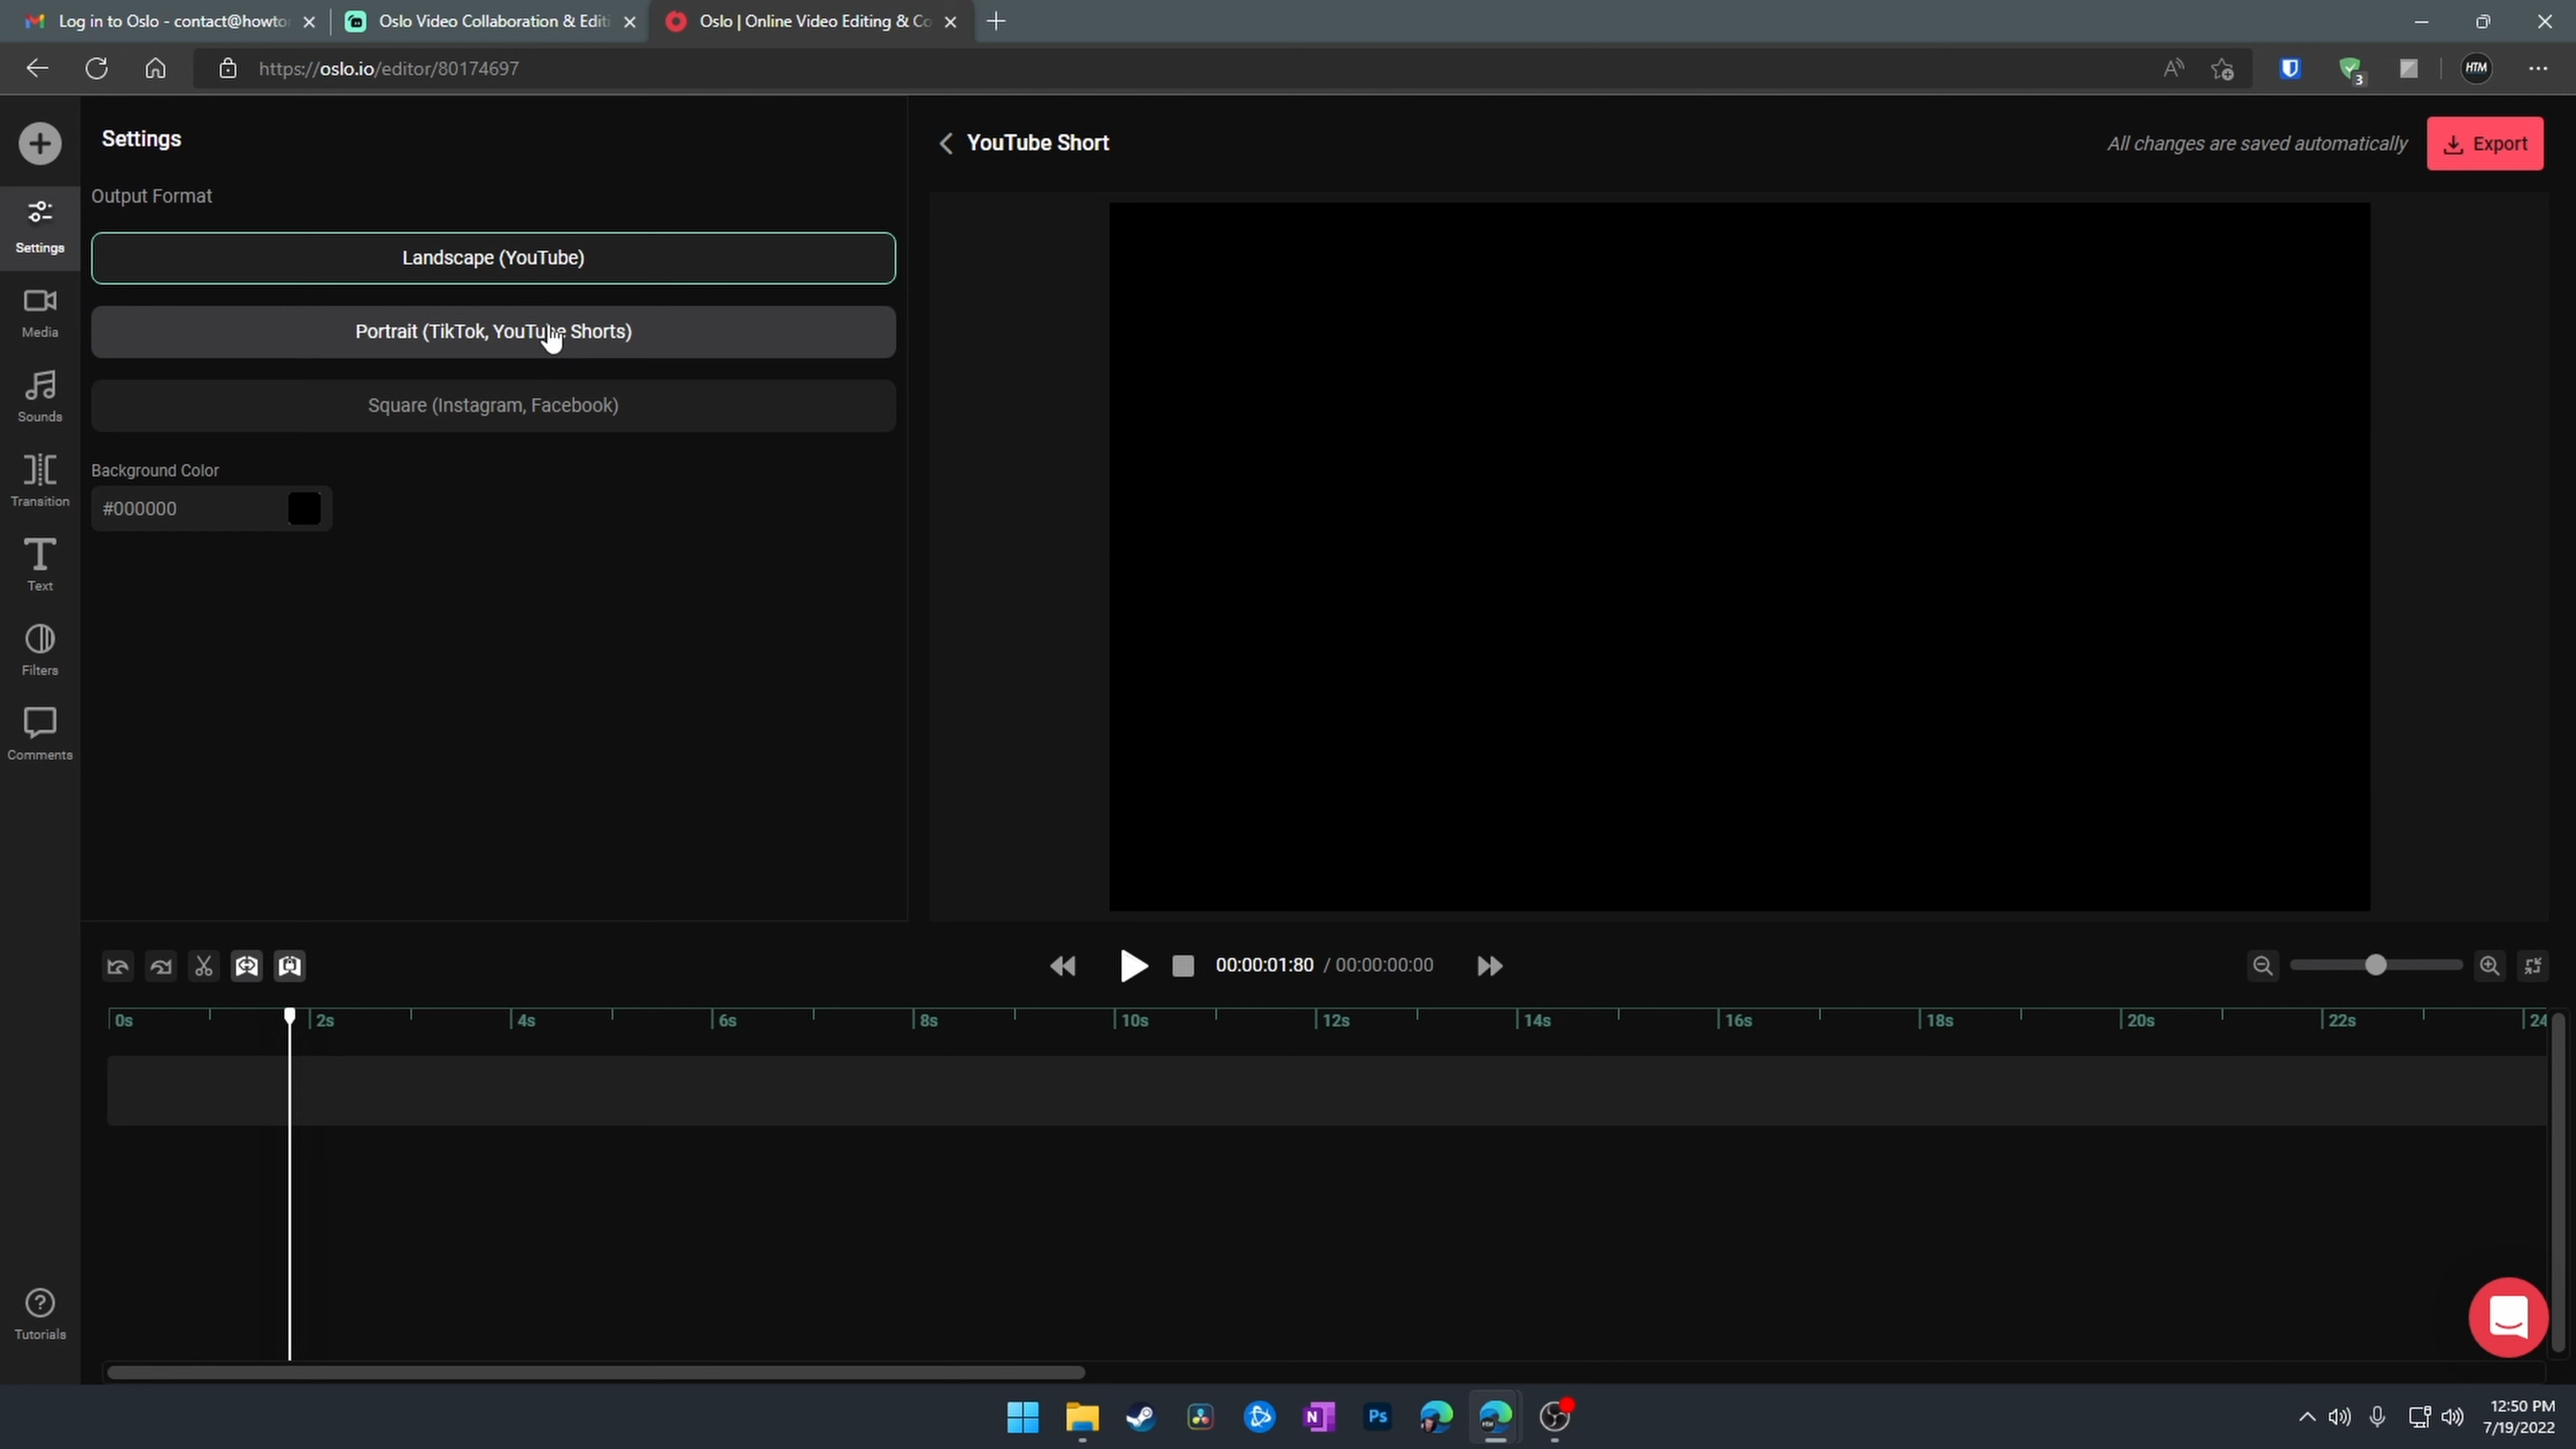 Log in to Oslo - contact@howto
Oslo Video Collaboration & Editi
Oslo | Online Video Editing & Co
https://oslo.io/editor/80174697
3
HTM
Settings
Output Format
Landscape (YouTube)
Portrait (TikTok, YouTube Shorts)
Square (Instagram, Facebook)
Background Color
#000000
Settings
Media
Sounds
Transition
Text
Filters
Comments
Tutorials
YouTube Short
All changes are saved automatically
Export
00:00:01:80 / 00:00:00:00
0s 2s 4s 6s 8s 10s 12s 14s 16s 18s 20s 22s 24
N
Ps
12:50 PM
7/19/2022